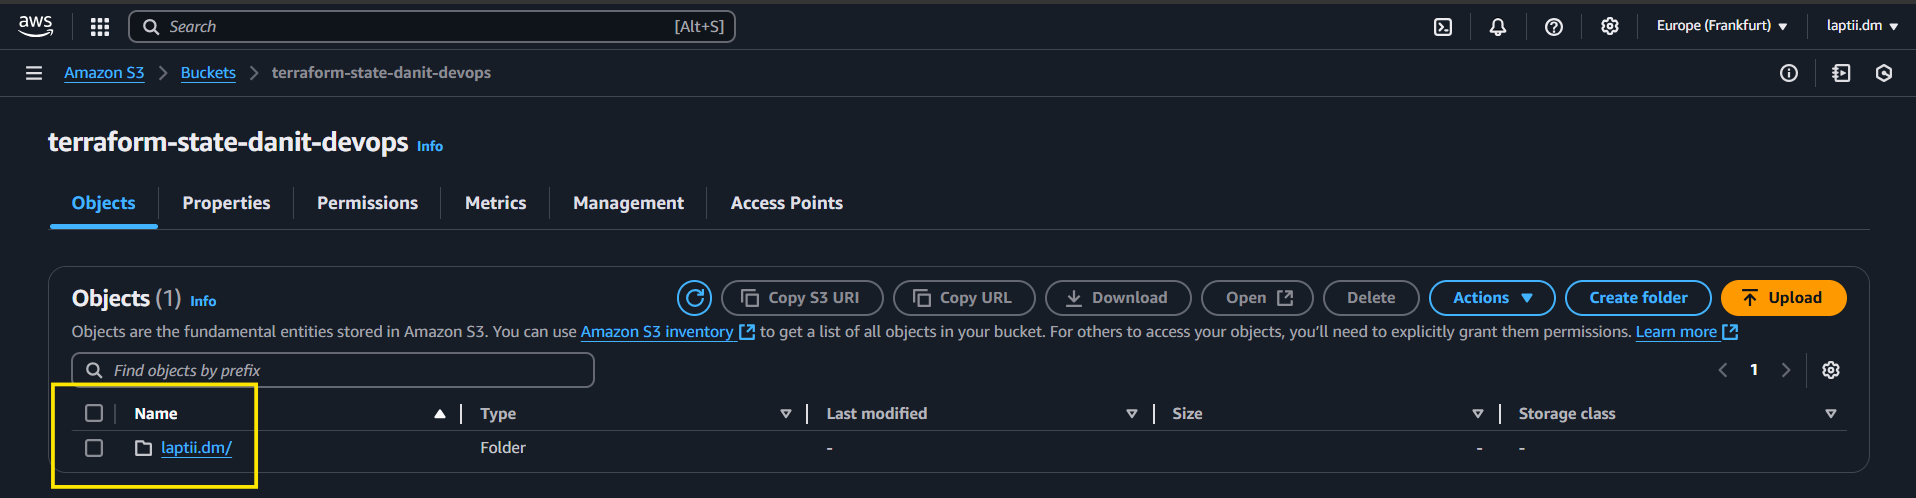 aws Search [Alt+S] Europe (Frankfurt) laptii.dm
Amazon S3 Buckets terraform-state-danit-devops
terraform-state-danit-devops Info
Objects Properties Permissions Metrics Management Access Points
Objects (1) Info Copy S3 URI Copy URL Download Open Delete Actions Create folder Upload
Objects are the fundamental entities stored in Amazon S3. You can use Amazon S3 inventory to get a list of all objects in your bucket. For others to access your objects, you'll need to explicitly grant them permissions. Learn more
Find objects by prefix 1
Name Type Last modified Size Storage class
laptii.dm/ Folder - - -